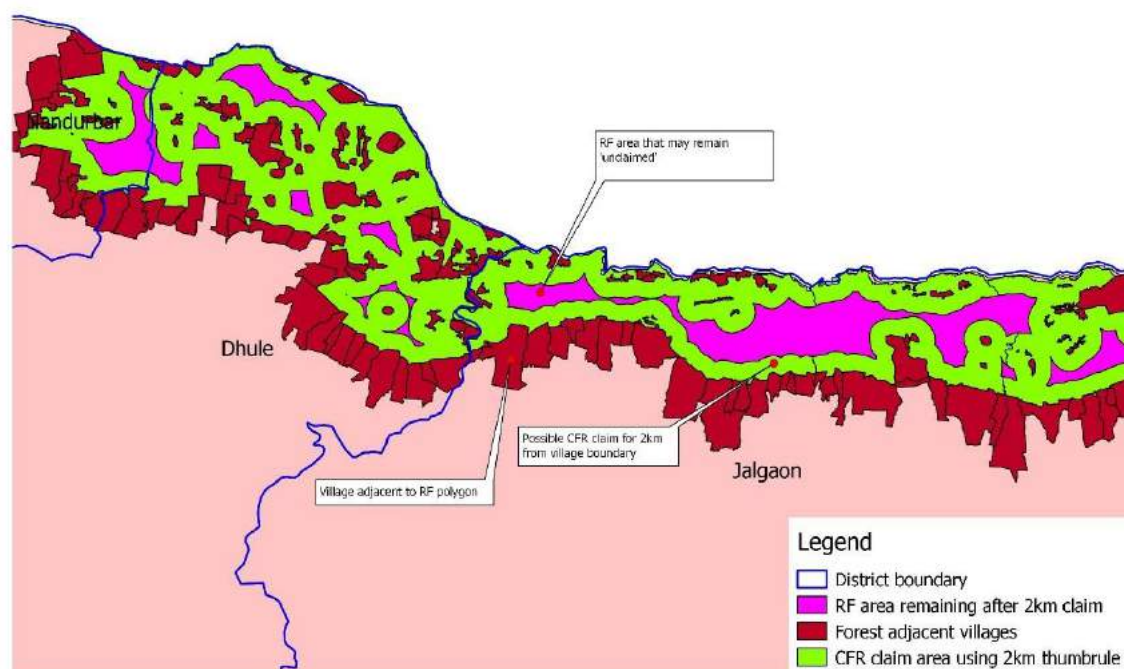 Nandurbar
RF area that may remain
'unclaimed'
Dhule
Possible CFR claim for 2km
from village boundary
Jalgaon
Village adjacent to RF polygon
Legend
District boundary
RF area remaining after 2km claim
Forest adjacent villages
CFR claim area using 2km thumbrule